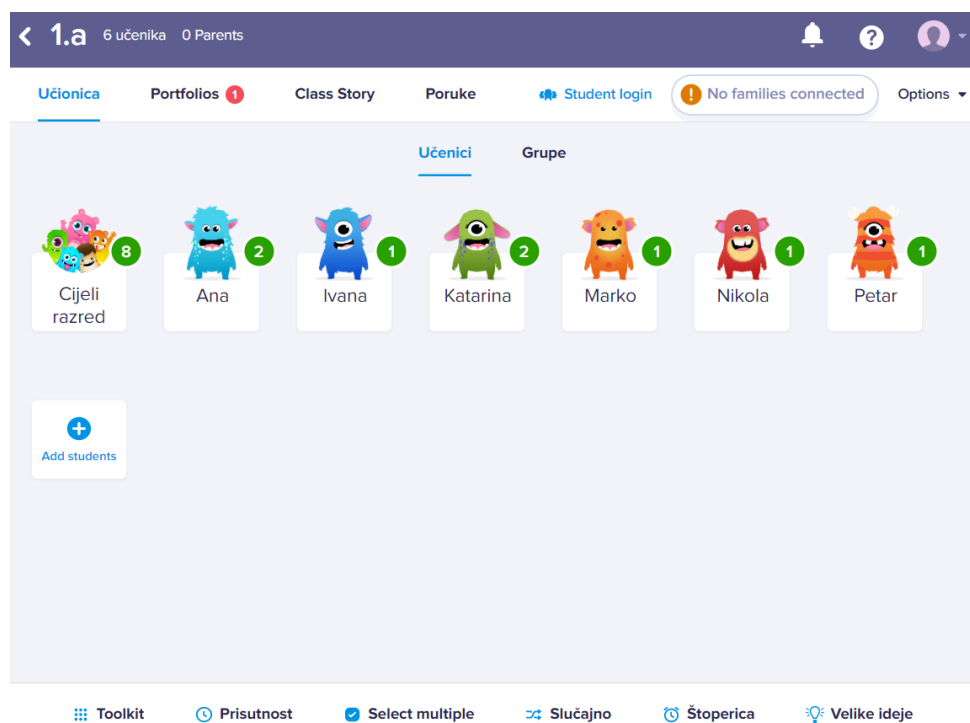 1.a 6 učenika 0 Parents
Učionica Portfolios 1 Class Story Poruke Student login No families connected Options
Učenici Grupe
8 2 1 2 1 1 1
Cijeli razred Ana Ivana Katarina Marko Nikola Petar
Add students
Toolkit Prisutnost Select multiple Slučajno Štoperica Velike ideje